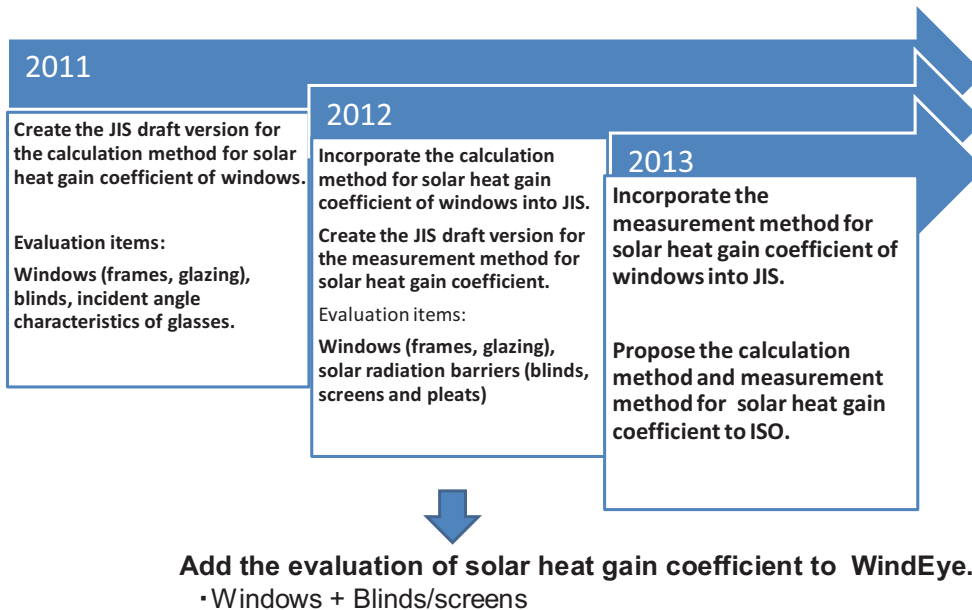 2011
Create the JIS draft version for
the calculation method for solar
heat gain coefficient of windows.
Evaluation items:
Windows (frames, glazing),
blinds, incident angle
characteristics of glasses.
2012
Incorporate the calculation
method for solar heat gain
coefficient of windows into JIS.
Create the JIS draft version for
the measurement method for
solar heat gain coefficient.
Evaluation items:
Windows (frames, glazing),
solar radiation barriers (blinds,
screens and pleats)
2013
Incorporate the
measurement method for
solar heat gain coefficient of
windows into JIS.
Propose the calculation
method and measurement
method for solar heat gain
coefficient to ISO.
Add the evaluation of solar heat gain coefficient to WindEye.
・Windows + Blinds/screens